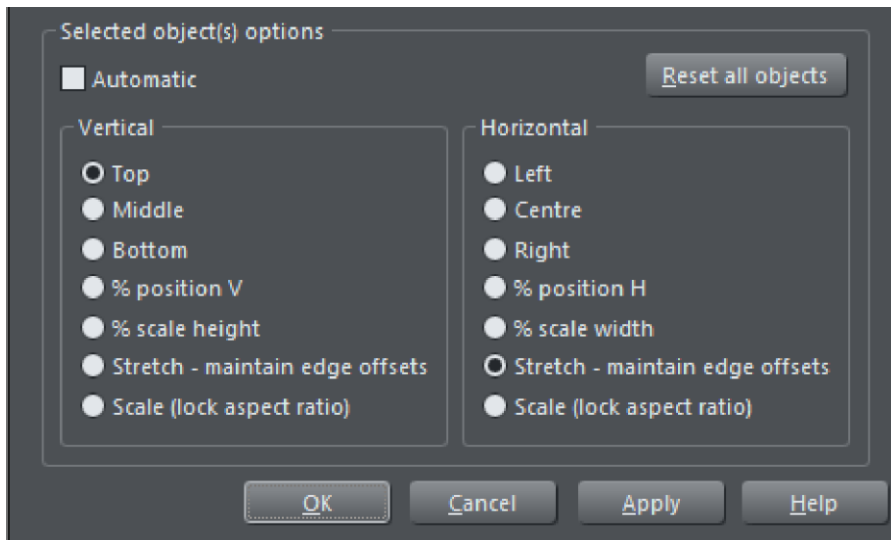 Selected object(s) options
Automatic
Reset all objects
Vertical
Top
Middle
Bottom
% position V
% scale height
Stretch - maintain edge offsets
Scale (lock aspect ratio)
Horizontal
Left
Centre
Right
% position H
% scale width
Stretch - maintain edge offsets
Scale (lock aspect ratio)
OK
Cancel
Apply
Help